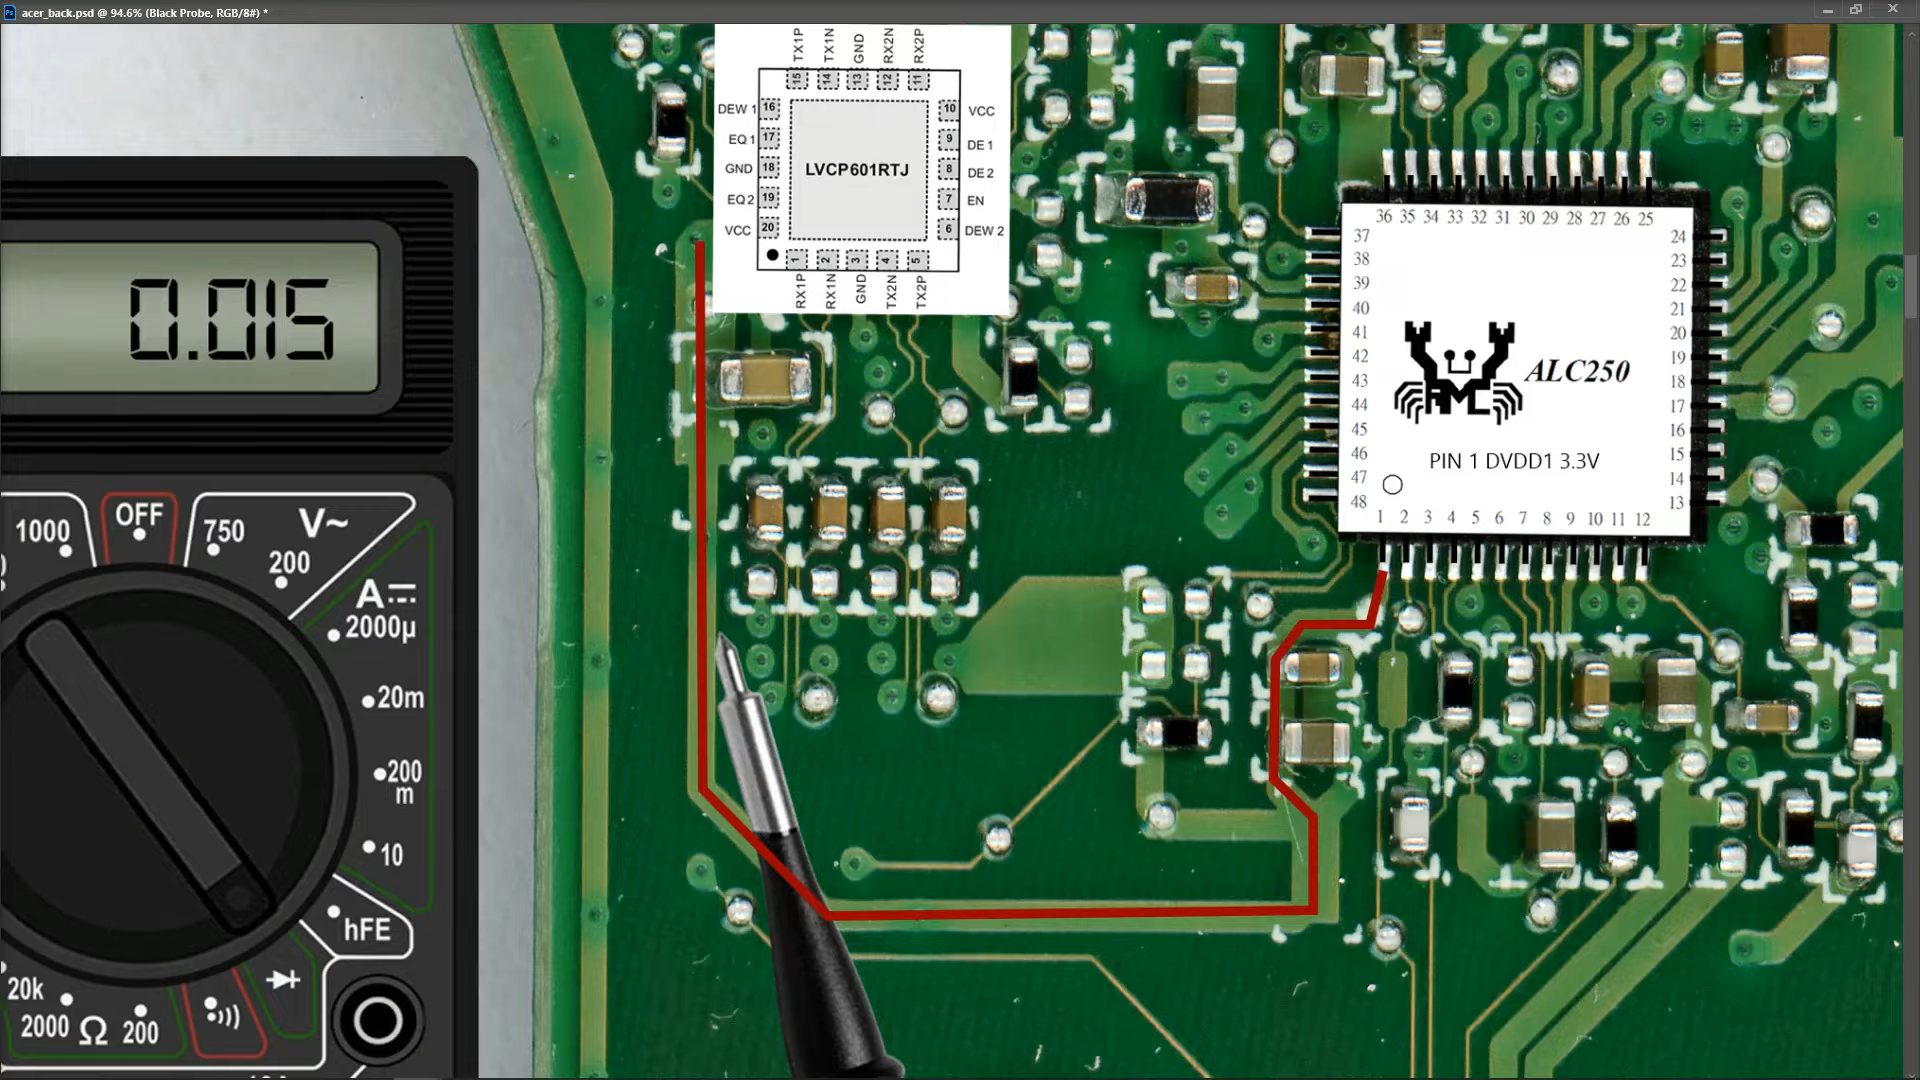 acer_back.psd @ 94.6% (Black Probe, RGB/8#) *
TX1P
TX1N
GND
RX2N
RX2P
15 14 13 12 11
DEW 1 16
EQ 1 17
GND 18
EQ 2 19
VCC 20
LVCP601RTJ
10 VCC
9 DE 1
8 DE 2
7 EN
6 DEW 2
1 2 3 4 5
RX1P
RX1N
GND
TX2N
TX2P
0.015
1000
OFF
750
200
V~
A
2000µ
20m
200
m
10
hFE
20k
2000
Ω
200
36 35 34 33 32 31 30 29 28 27 26 25
37
38
39
40
41
42
43
44
45
46
47
48
24
23
22
21
20
19
18
17
16
15
14
13
ALC250
PIN 1 DVDD1 3.3V
1 2 3 4 5 6 7 8 9 10 11 12